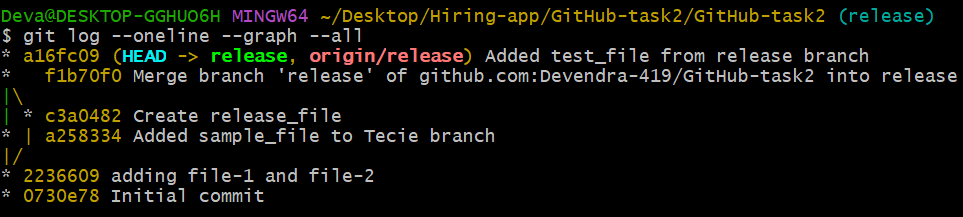 Deva@DESKTOP-GGHUO6H MINGW64 ~/Desktop/Hiring-app/GitHub-task2/GitHub-task2 (release)
$ git log --oneline --graph --all
* a16fc09 (HEAD -> release, origin/release) Added test_file from release branch
*   f1b70f0 Merge branch 'release' of github.com:Devendra-419/GitHub-task2 into release
|\
| * c3a0482 Create release_file
* | a258334 Added sample_file to Tecie branch
|/
* 2236609 adding file-1 and file-2
* 0730e78 Initial commit